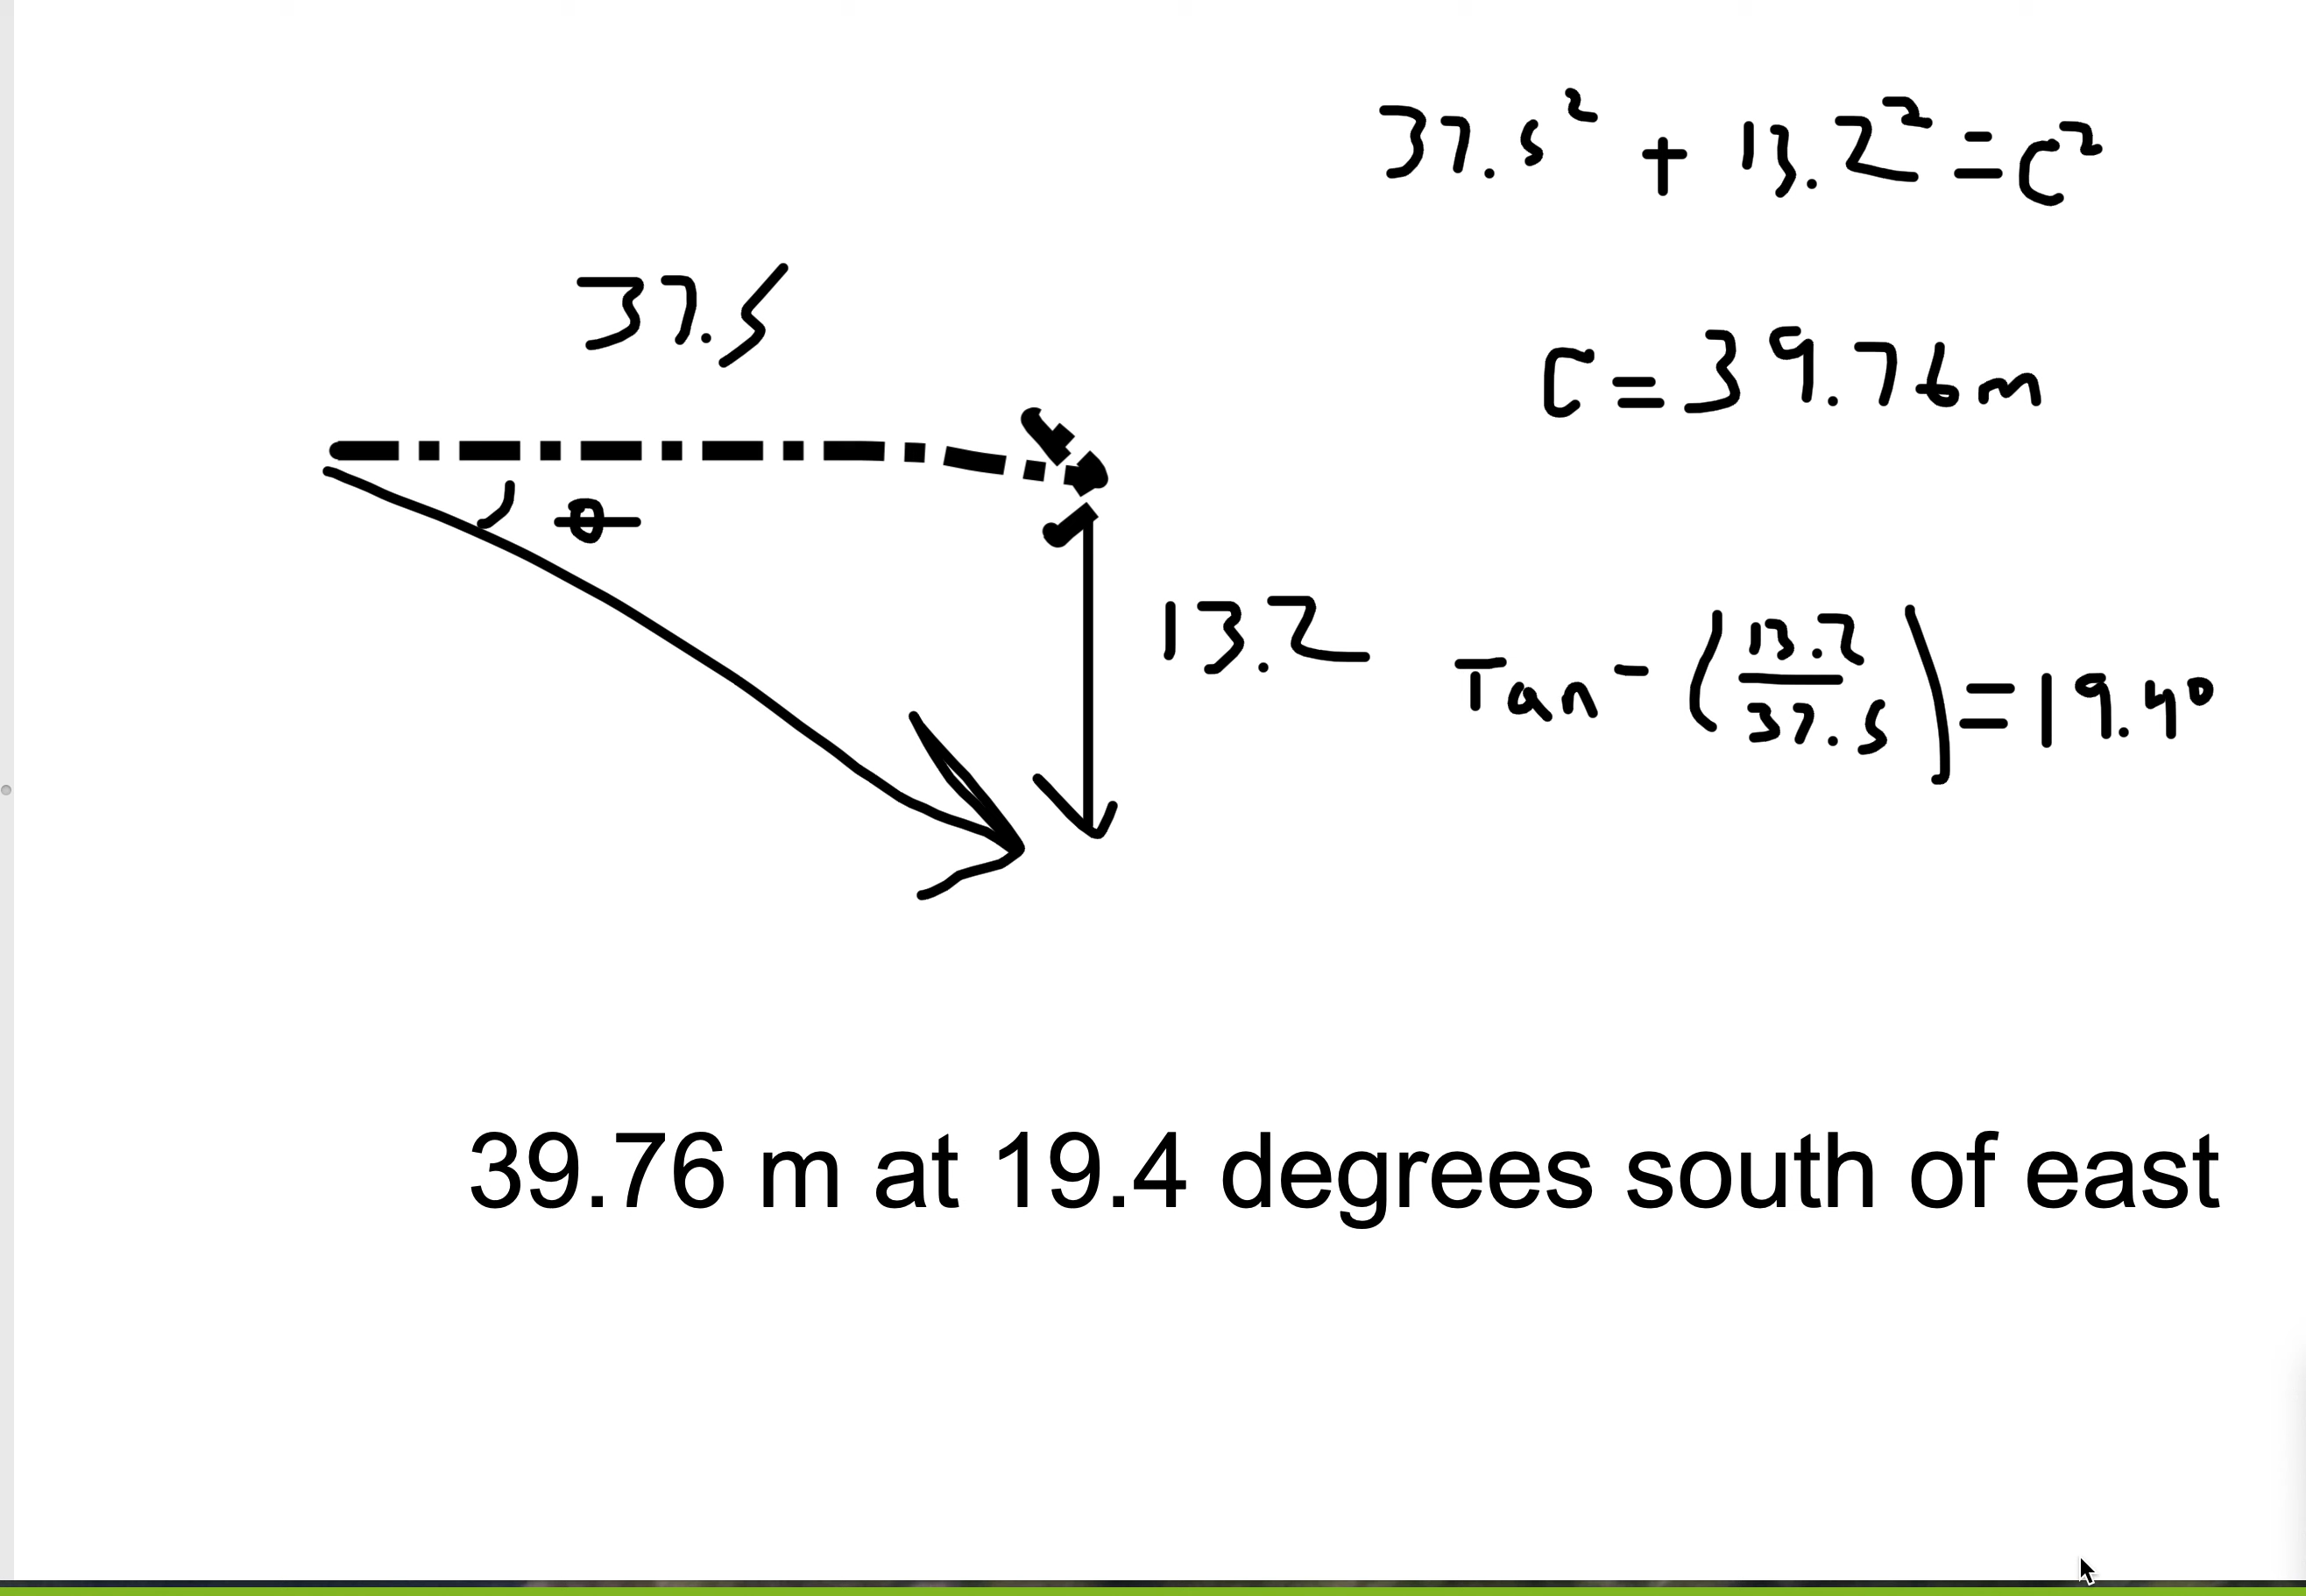 37.5² + 13.2² = C²
37.5
C = 39.76m
θ
13.2
Tan⁻ (13.2/37.5) = 19.4°
39.76 m at 19.4 degrees south of east